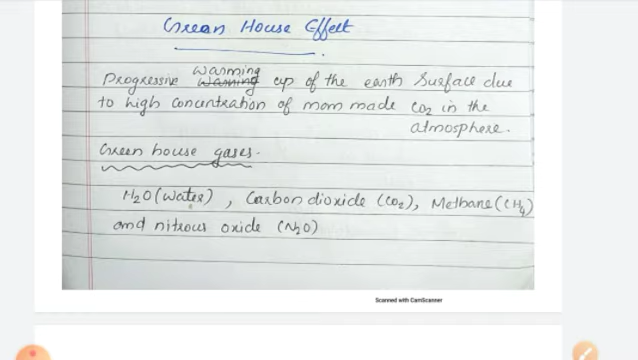 Green House Effect
Progressive warming up of the earth surface due
to high concentration of man made CO2 in the
atmosphere.
Green house gases.
H2O (Water), Carbon dioxide (CO2), Methane (CH4)
and nitrous oxide (N2O)
Scanned with CamScanner